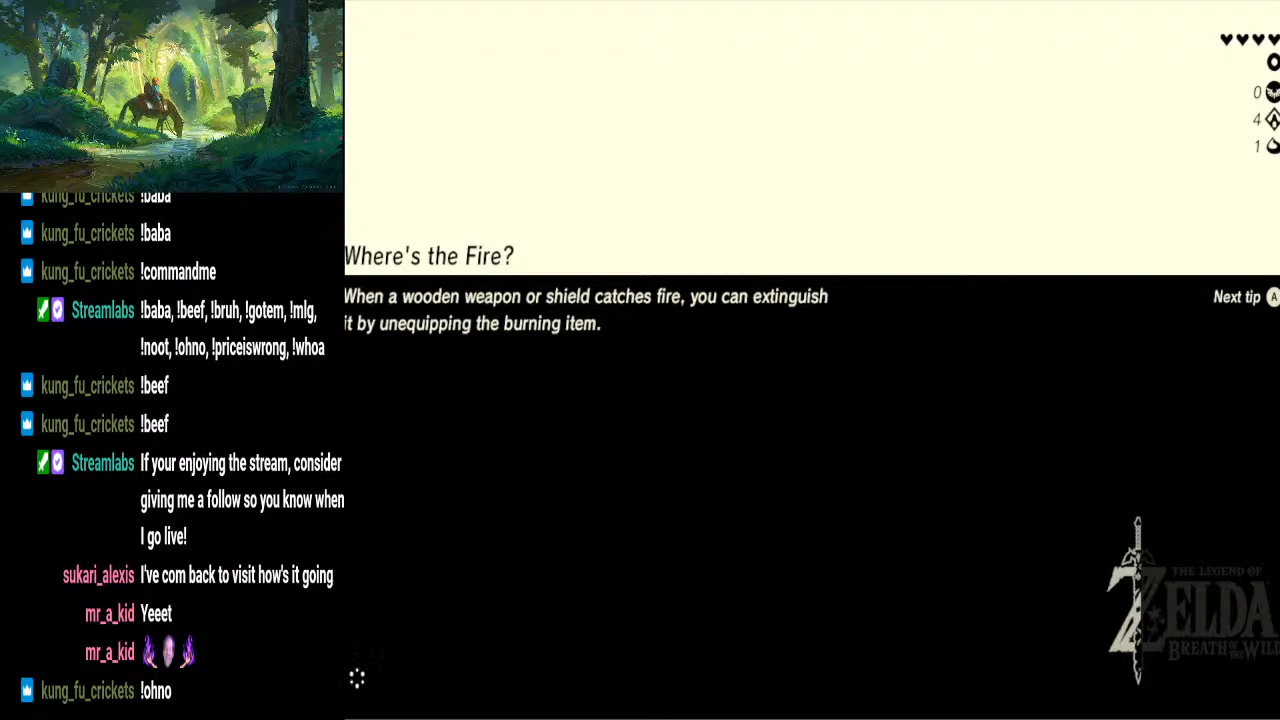 kung_fu_crickets !baba
kung_fu_crickets !baba
kung_fu_crickets !commandme
Streamlabs !baba, !beef, !bruh, !gotem, !mlg,
!noot, !ohno, !priceiswrong, !whoa
kung_fu_crickets !beef
kung_fu_crickets !beef
Streamlabs If your enjoying the stream, consider
giving me a follow so you know when
I go live!
sukari_alexis I've com back to visit how's it going
mr_a_kid Yeeet
mr_a_kid
kung_fu_crickets !ohno
0
4
1
Where's the Fire?
When a wooden weapon or shield catches fire, you can extinguish
it by unequipping the burning item.
Next tip A
THE LEGEND OF
ZELDA
BREATH OF THE WILD